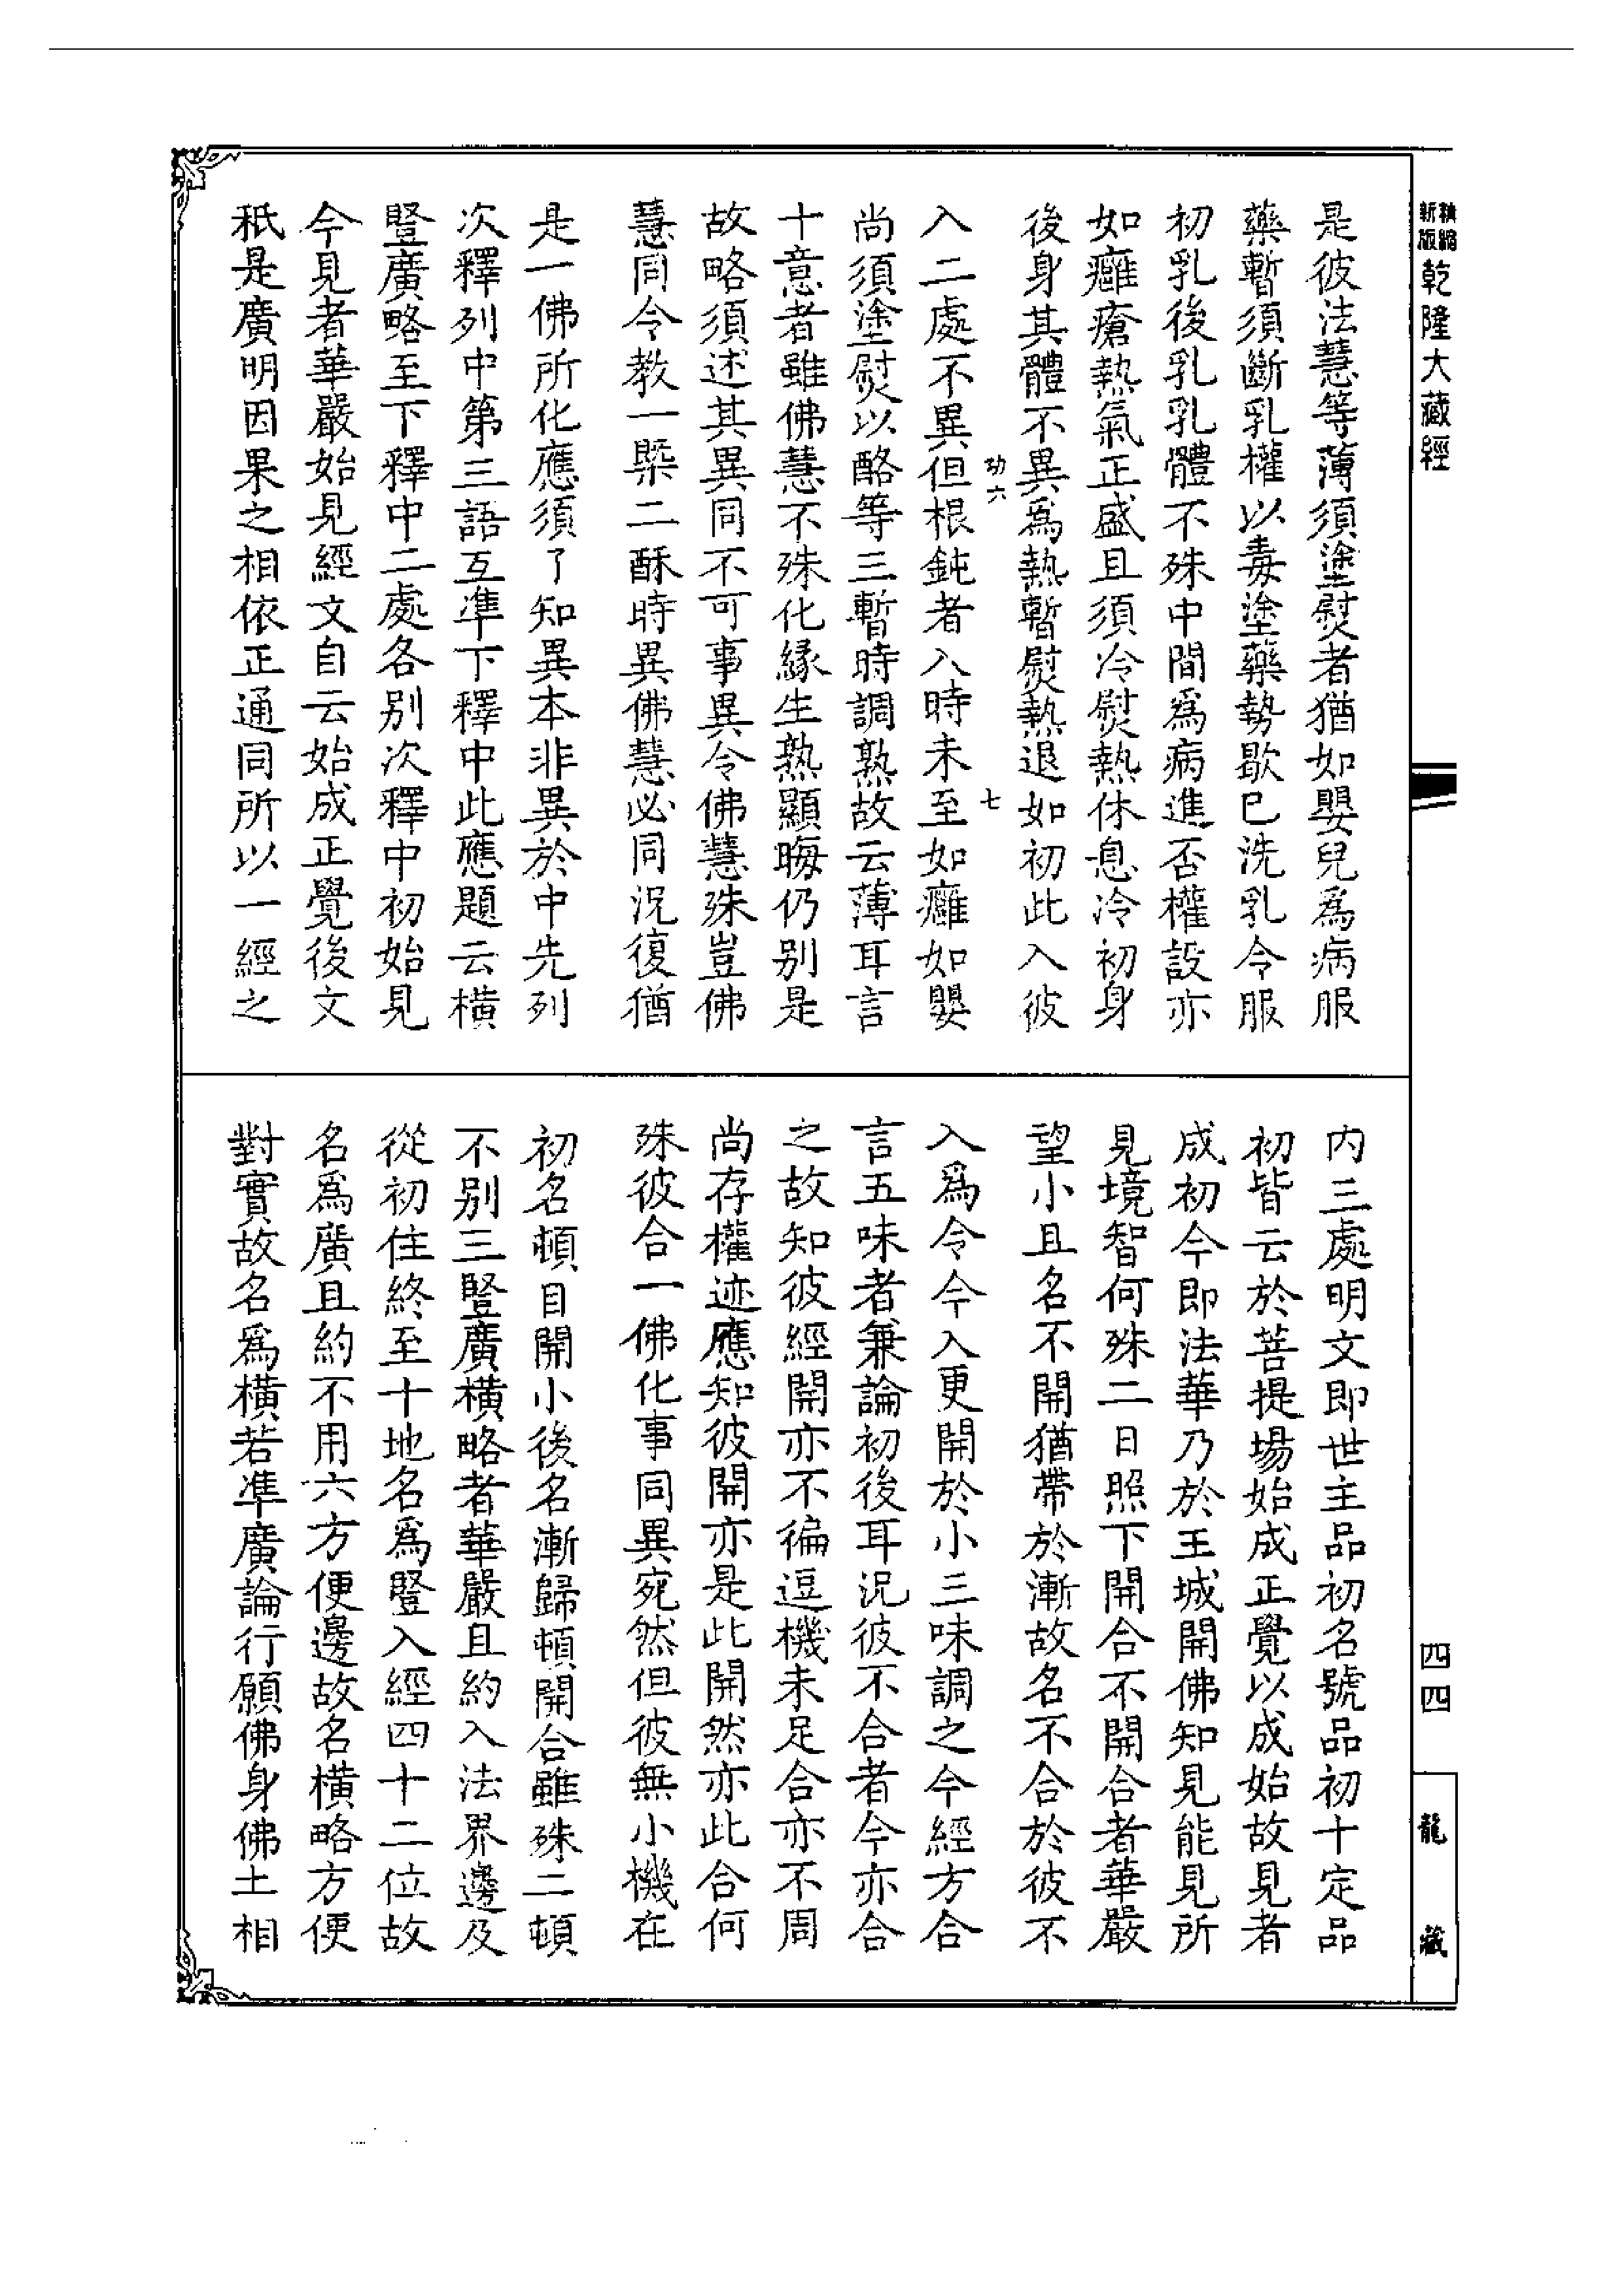 新版精縮乾隆大藏經
是彼法慧等薄須塗熨者猶如嬰兒爲病服
藥暫須斷乳權以毒塗藥勢歇已洗乳令服
初乳後乳乳體不殊中間爲病進否權設亦
如癰瘡熱氣正盛且須冷熨熱休息冷初身
後身其體不異爲熱暫熨熱退如初此入彼
功六 七
入二處不異但根鈍者入時未至如癰如嬰
尚須塗熨以酪等三暫時調熟故云薄耳言
十意者雖佛慧不殊化緣生熟顯晦仍别是
故略須述其異同不可事異令佛慧殊豈佛
慧同令教一槩二酥時異佛慧必同況復猶
是一佛所化應須了知異本非異於中先列
次釋列中第三語互準下釋中此應題云橫
豎廣略至下釋中二處各别次釋中初始見
今見者華嚴始見經文自云始成正覺後文
秖是廣明因果之相依正通同所以一經之
内三處明文即世主品初名號品初十定品
初皆云於菩提場始成正覺以成始故見者
成初今即法華乃於王城開佛知見能見所
見境智何殊二日照下開合不開合者華嚴
望小且名不開猶帶於漸故名不合於彼不
入爲令今入更開於小三味調之今經方合
言五味者兼論初後耳況彼不合者今亦合
之故知彼經開亦不徧逗機未足合亦不周
尚存權迹應知彼開亦是此開然亦此合何
殊彼合一佛化事同異宛然但彼無小機在
初名頓目開小後名漸歸頓開合雖殊二頓
不别三豎廣橫略者華嚴且約入法界邊及
從初住終至十地名爲豎入經四十二位故
名爲廣且約不用六方便邊故名橫略方便
對實故名爲橫若準廣論行願佛身佛土相
四四
龍藏